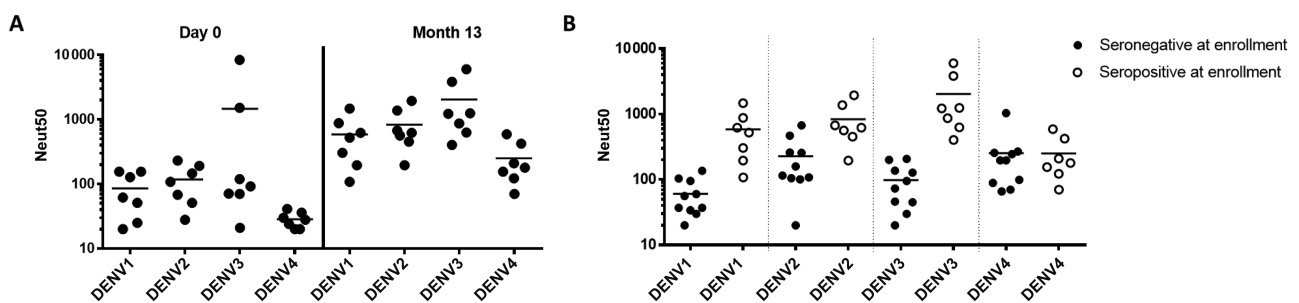 A
Day 0
Month 13
Neut50
10000
1000
100
10
DENV1
DENV2
DENV3
DENV4
DENV1
DENV2
DENV3
DENV4
B
Neut50
10000
1000
100
10
DENV1
DENV1
DENV2
DENV2
DENV3
DENV3
DENV4
DENV4
Seronegative at enrollment
Seropositive at enrollment